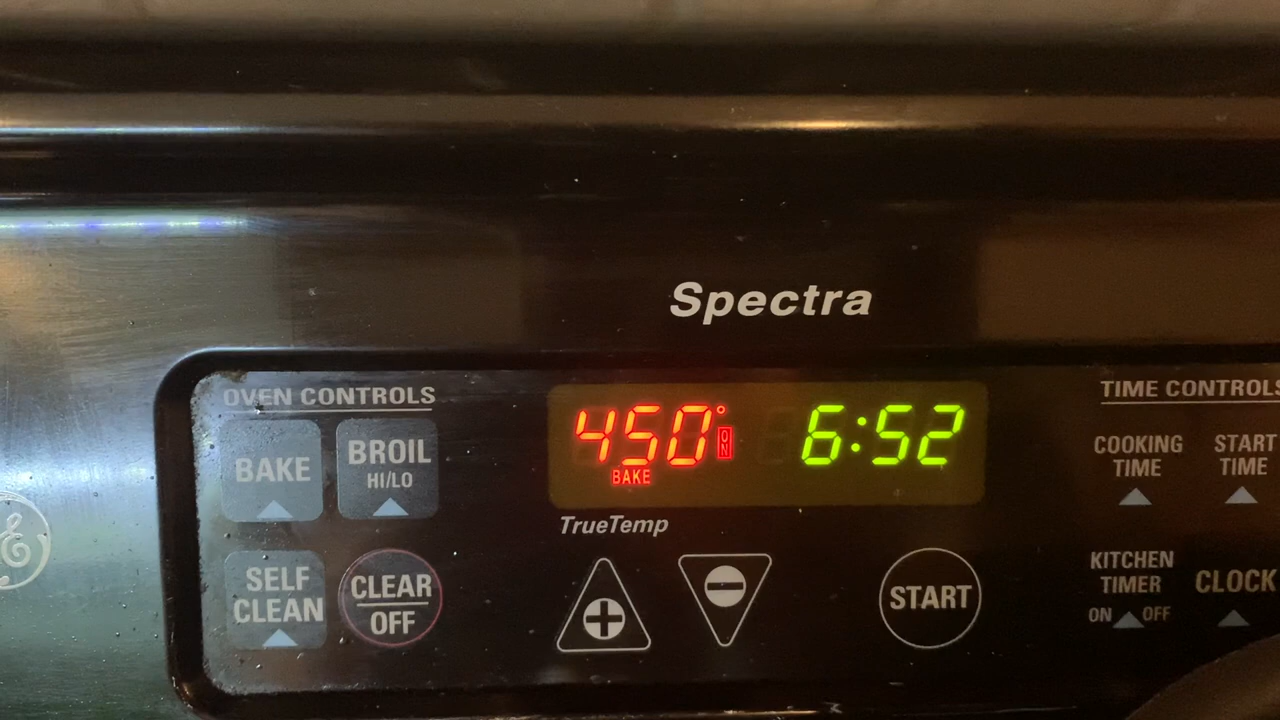 Spectra
OVEN CONTROLS
BAKE
BROIL
HI/LO
SELF
CLEAN
CLEAR
OFF
450°
ON
BAKE
6:52
TrueTemp
START
TIME CONTROLS
COOKING
TIME
START
TIME
KITCHEN
TIMER
ON OFF
CLOCK